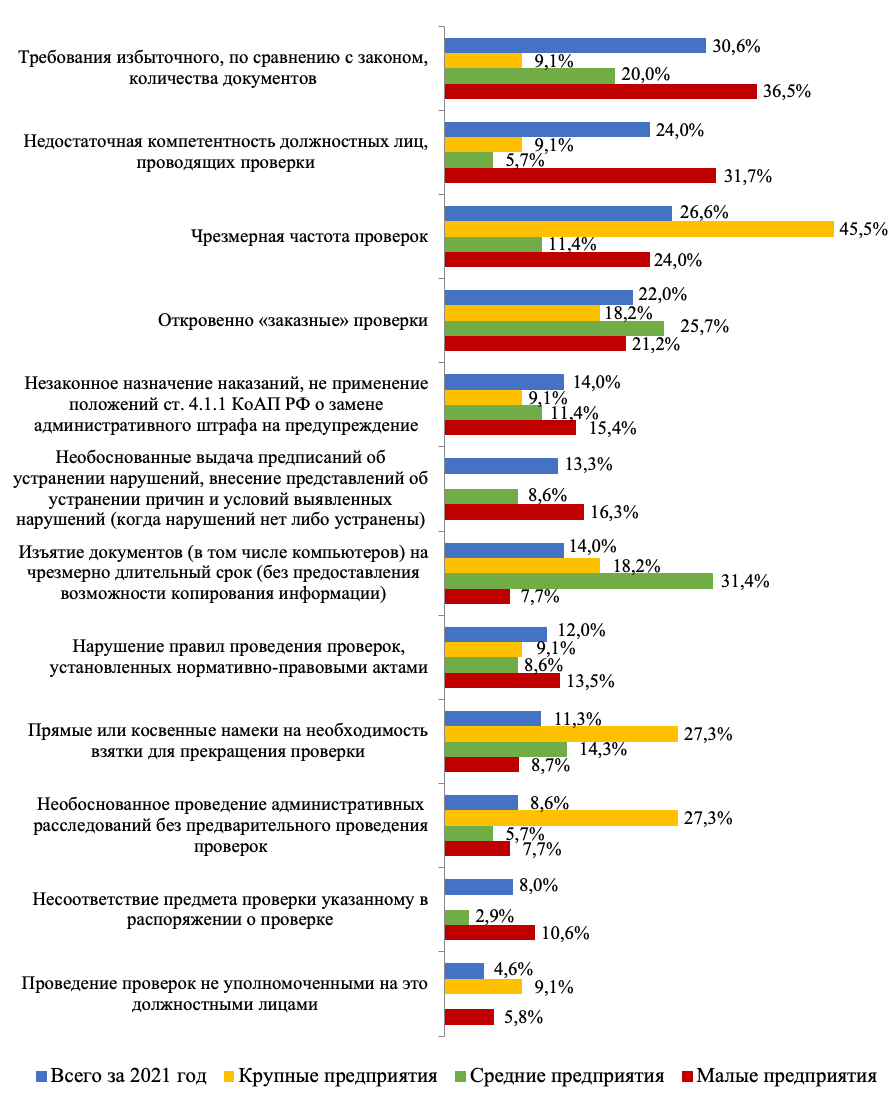 Требования избыточного, по сравнению с законом,
количества документов
30,6%
9,1%
20,0%
36,5%
Недостаточная компетентность должностных лиц,
проводящих проверки
24,0%
9,1%
5,7%
31,7%
Чрезмерная частота проверок
26,6%
45,5%
11,4%
24,0%
Откровенно «заказные» проверки
22,0%
18,2%
25,7%
21,2%
Незаконное назначение наказаний, не применение
положений ст. 4.1.1 КоАП РФ о замене
административного штрафа на предупреждение
14,0%
9,1%
11,4%
15,4%
Необоснованные выдача предписаний об
устранении нарушений, внесение представлений об
устранении причин и условий выявленных
нарушений (когда нарушений нет либо устранены)
13,3%
8,6%
16,3%
Изъятие документов (в том числе компьютеров) на
чрезмерно длительный срок (без предоставления
возможности копирования информации)
14,0%
18,2%
31,4%
7,7%
Нарушение правил проведения проверок,
установленных нормативно-правовыми актами
12,0%
9,1%
8,6%
13,5%
Прямые или косвенные намеки на необходимость
взятки для прекращения проверки
11,3%
27,3%
14,3%
8,7%
Необоснованное проведение административных
расследований без предварительного проведения
проверок
8,6%
27,3%
5,7%
7,7%
Несоответствие предмета проверки указанному в
распоряжении о проверке
8,0%
2,9%
10,6%
Проведение проверок не уполномоченными на это
должностными лицами
4,6%
9,1%
5,8%
Всего за 2021 год Крупные предприятия Средние предприятия Малые предприятия